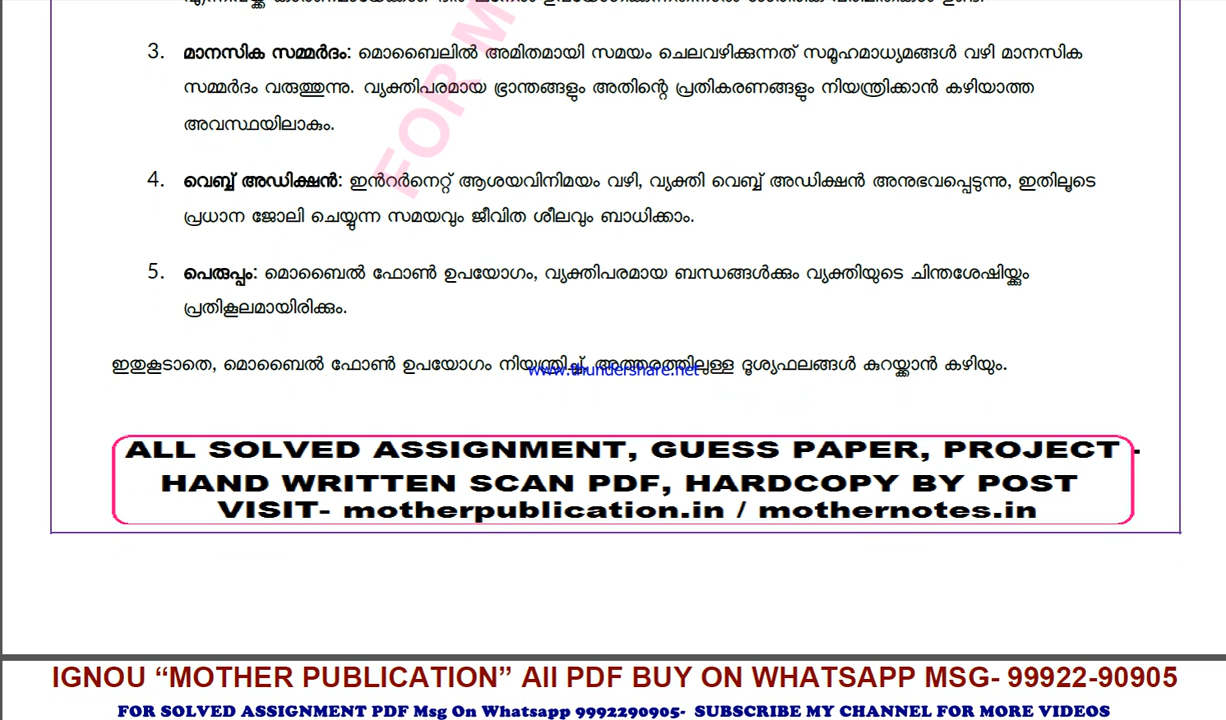 3. മാനസിക സമ്മർദം: മൊബൈലിൽ അമിതമായി സമയം ചെലവഴിക്കുന്നത് സമൂഹമാധ്യമങ്ങൾ വഴി മാനസിക
സമ്മർദം വരുത്തുന്നു. വ്യക്തിപരമായ ഭ്രാന്തങ്ങളും അതിന്റെ പ്രതികരണങ്ങളും നിയന്ത്രിക്കാൻ കഴിയാത്ത
അവസ്ഥയിലാകും.
FOR M
4. വെബ്ബ് അഡിക്ഷൻ: ഇൻറർനെറ്റ് ആശയവിനിമയം വഴി, വ്യക്തി വെബ്ബ് അഡിക്ഷൻ അനുഭവപ്പെടുന്നു, ഇതിലൂടെ
പ്രധാന ജോലി ചെയ്യുന്ന സമയവും ജീവിത ശീലവും ബാധിക്കാം.
5. പെരുപ്പം: മൊബൈൽ ഫോൺ ഉപയോഗം, വ്യക്തിപരമായ ബന്ധങ്ങൾക്കും വ്യക്തിയുടെ ചിന്തശേഷിയ്ക്കും
പ്രതികൂലമായിരിക്കും.
ഇതുകൂടാതെ, മൊബൈൽ ഫോൺ ഉപയോഗം നിയന്ത്രിച്ച്, അത്തരത്തിലുള്ള ദൂശ്യഫലങ്ങൾ കുറയ്ക്കാൻ കഴിയും.
www.thundershare.net
ALL SOLVED ASSIGNMENT, GUESS PAPER, PROJECT -
HAND WRITTEN SCAN PDF, HARDCOPY BY POST
VISIT- motherpublication.in / mothernotes.in
IGNOU “MOTHER PUBLICATION” All PDF BUY ON WHATSAPP MSG- 99922-90905
FOR SOLVED ASSIGNMENT PDF Msg On Whatsapp 9992290905- SUBSCRIBE MY CHANNEL FOR MORE VIDEOS